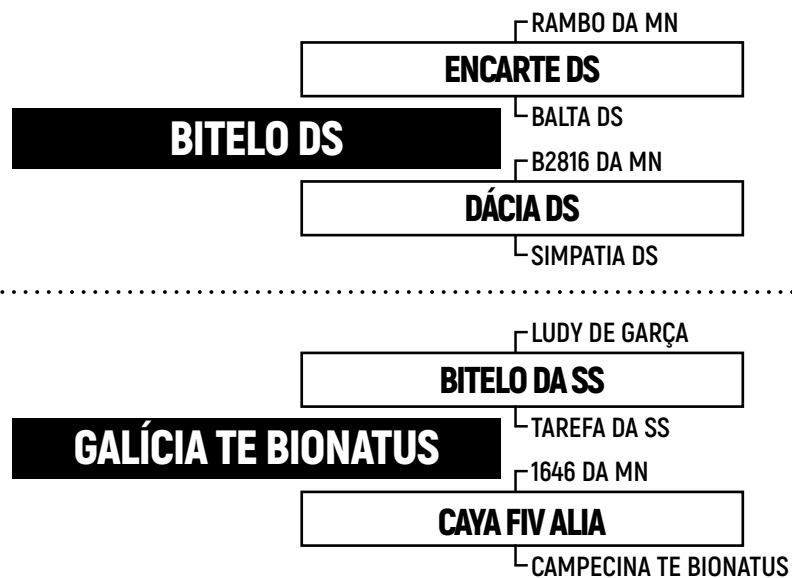 RAMBO DA MN
ENCARTE DS
BALTA DS
BITELO DS
B2816 DA MN
DÁCIA DS
SIMPATIA DS
LUDY DE GARÇA
BITELO DA SS
TAREFA DA SS
GALÍCIA TE BIONATUS
1646 DA MN
CAYA FIV ALIA
CAMPECINA TE BIONATUS